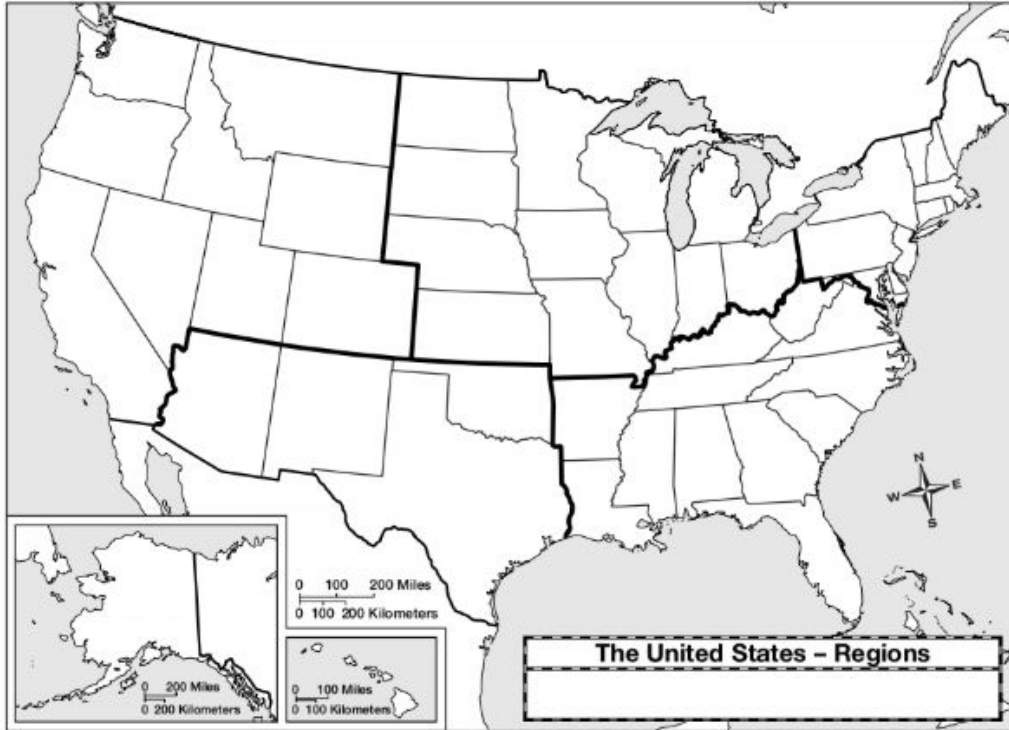 N
W E
S
0 100 200 Miles
0 100 200 Kilometers
0 200 Miles
0 200 Kilometers
0 100 Miles
0 100 Kilometers
The United States – Regions